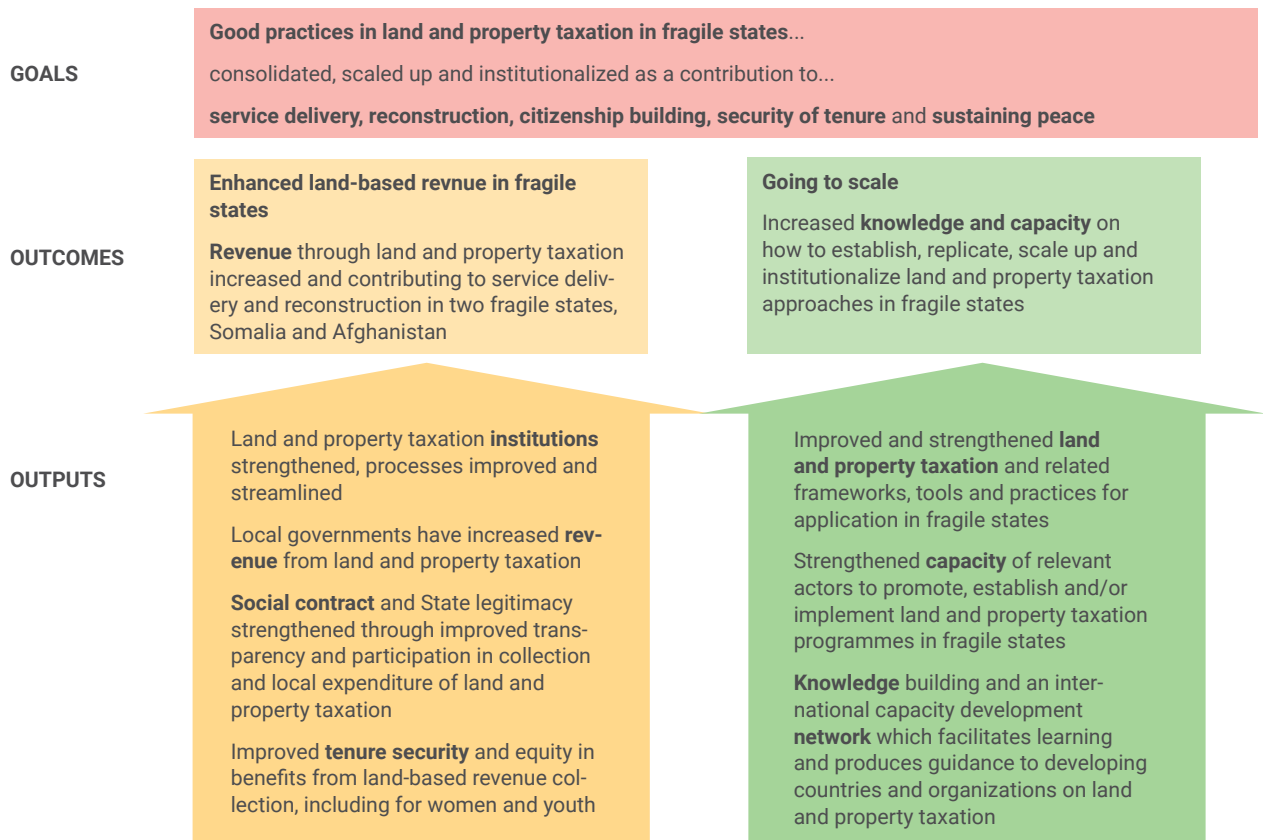 GOALS
Good practices in land and property taxation in fragile states...
consolidated, scaled up and institutionalized as a contribution to...
service delivery, reconstruction, citizenship building, security of tenure and sustaining peace
OUTCOMES
Enhanced land-based revnue in fragile
states
Revenue through land and property taxation
increased and contributing to service deliv-
ery and reconstruction in two fragile states,
Somalia and Afghanistan
Going to scale
Increased knowledge and capacity on
how to establish, replicate, scale up and
institutionalize land and property taxation
approaches in fragile states
OUTPUTS
Land and property taxation institutions
strengthened, processes improved and
streamlined
Local governments have increased rev-
enue from land and property taxation
Social contract and State legitimacy
strengthened through improved trans-
parency and participation in collection
and local expenditure of land and
property taxation
Improved tenure security and equity in
benefits from land-based revenue col-
lection, including for women and youth
Improved and strengthened land
and property taxation and related
frameworks, tools and practices for
application in fragile states
Strengthened capacity of relevant
actors to promote, establish and/or
implement land and property taxation
programmes in fragile states
Knowledge building and an inter-
national capacity development
network which facilitates learning
and produces guidance to developing
countries and organizations on land
and property taxation